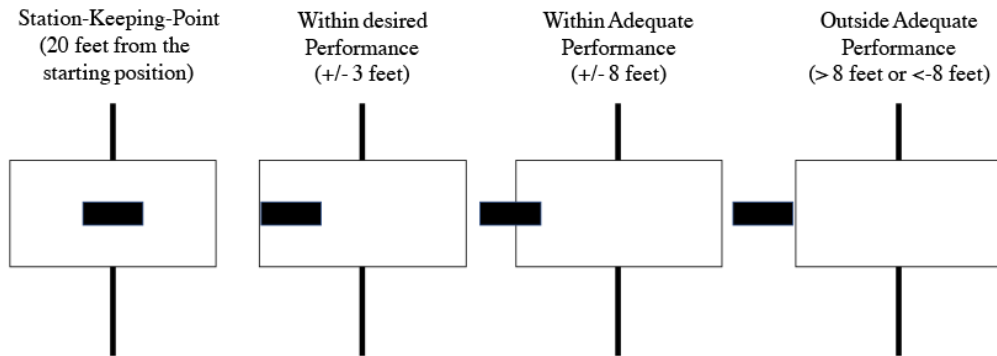 Station-Keeping-Point
(20 feet from the
starting position)
Within desired
Performance
(+/- 3 feet)
Within Adequate
Performance
(+/- 8 feet)
Outside Adequate
Performance
(> 8 feet or <-8 feet)